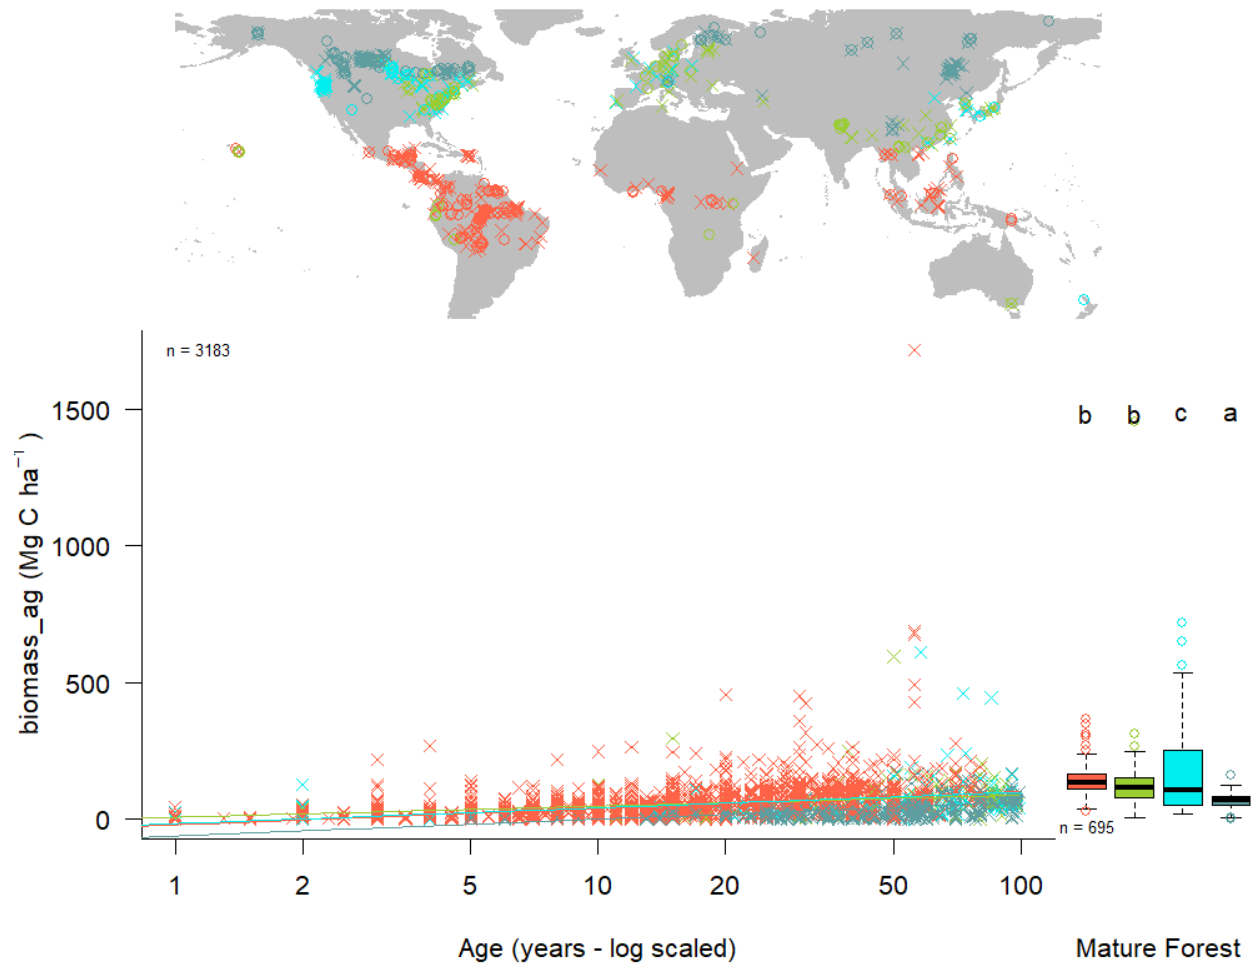 n = 3183
biomass_ag (Mg C ha⁻¹ )
1500
1000
500
0
1 2 5 10 20 50 100
Age (years - log scaled)
b b c a
n = 695
Mature Forest